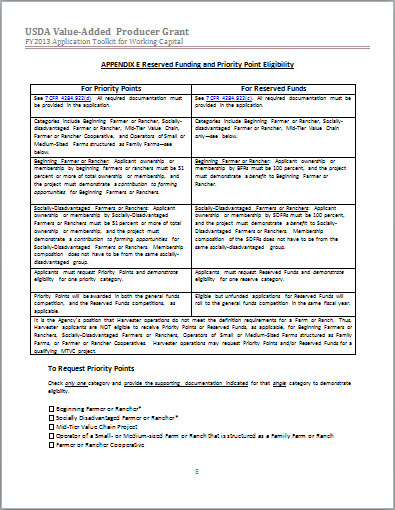 USDA Value-Added Producer Grant
FY2013 Application Toolkit for Working Capital
APPENDIX E Reserved Funding and Priority Point Eligibility
For Priority Points
See 7 CFR 4284.922(d). All required documentation must
be provided in the application.
Categories include Beginning Farmer or Rancher, Socially-
disadvantaged Farmer or Rancher, Mid-Tier Value Chain,
Farmer or Rancher Cooperative, and Operators of Small or
Medium-Sized Farms structured as Family Farms—see
below.
Beginning Farmer or Rancher: Applicant ownership or
membership by beginning farmers or ranchers must be 51
percent or more of total ownership or membership, and
the project must demonstrate a contribution to forming
opportunities for Beginning Farmers or Ranchers.
Socially-Disadvantaged Farmers or Ranchers: Applicant
ownership or membership by Socially-Disadvantaged
Farmers or Ranchers must be 51 percent or more of total
ownership or membership, and the project must
demonstrate a contribution to forming opportunities for
Socially-Disadvantaged Farmers or Ranchers. Membership
composition does not have to be from the same socially-
disadvantaged group.
Applicants must request Priority Points and demonstrate
eligibility for one priority category.
Priority Points will be awarded in both the general funds
competition, and the Reserved Funds competitions, as
applicable.
For Reserved Funds
See 7 CFR 4284.922(c). All required documentation must be
provided in the application.
Categories include Beginning Farmer or Rancher, Socially-
disadvantaged Farmer or Rancher, Mid-Tier Value Chain
only—see below.
Beginning Farmer or Rancher: Applicant ownership or
membership by BFRs must be 100 percent, and the project
must demonstrate a benefit to Beginning Farmer or
Rancher.
Socially-Disadvantaged Farmers or Ranchers: Applicant
ownership or membership by SDFRs must be 100 percent,
and the project must demonstrate a benefit to Socially-
Disadvantaged Farmers or Ranchers. Membership
composition of the SDFRs does not have to be from the
same socially-disadvantaged group.
Applicants must request Reserved Funds and demonstrate
eligibility for one reserve category.
Eligible but unfunded applications for Reserved Funds will
roll to the general funds competition in the same fiscal year.
It is the Agency's position that Harvester operations do not meet the definition requirements for a Farm or Ranch. Thus,
Harvester applicants are NOT eligible to receive Priority Points or Reserved Funds, as applicable, for Beginning Farmers or
Ranchers, Socially-Disadvantaged Farmers or Ranchers, Operators of Small or Medium-Sized Farms structured as Family
Farms, or Farmer or Rancher Cooperatives. Harvester operations may request Priority Points and/or Reserved Funds for a
qualifying MTVC project.
To Request Priority Points
Check only one category and provide the supporting documentation indicated for that single category to demonstrate
eligibility.
☐ Beginning Farmer or Rancher*
☐ Socially Disadvantaged Farmer or Rancher*
☐ Mid-Tier Value Chain Project
☐ Operator of a Small- or Medium-sized Farm or Ranch that is structured as a Family Farm or Ranch
☐ Farmer or Rancher Cooperative
E